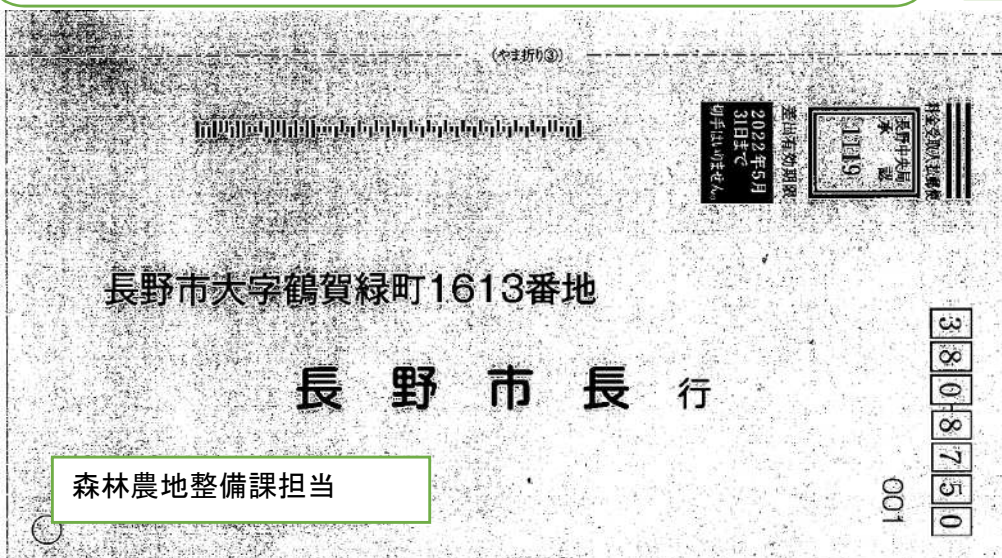 (やま折り③)
料金受取人払郵便
長野中央局
承認
1119
差出有効期限
2022年5月
31日まで
切手はいりません。
長野市大字鶴賀緑町1613番地
長野市長 行
3808750
001
森林農地整備課担当